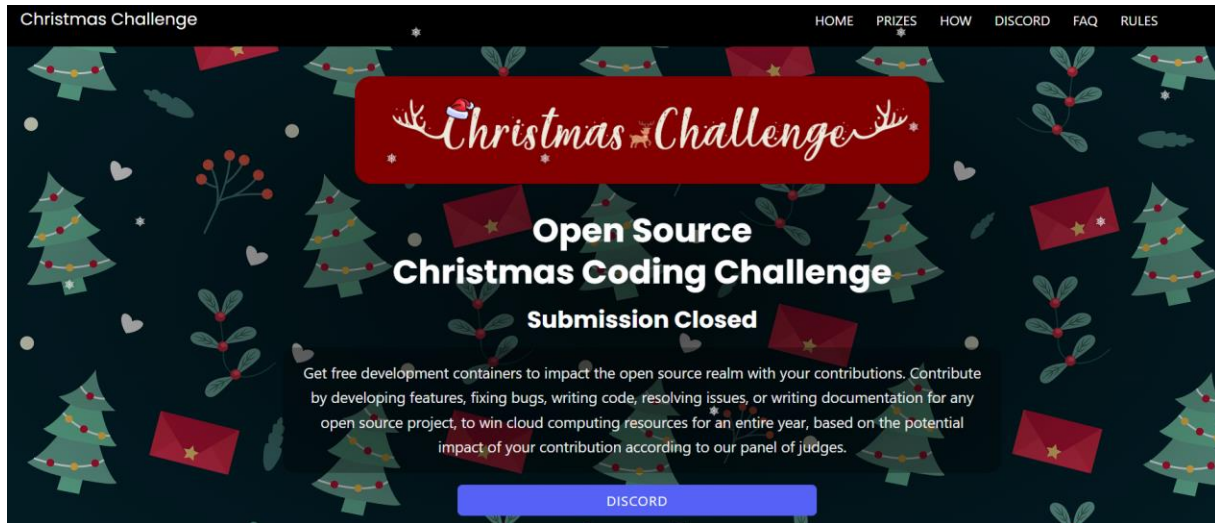 Christmas Challenge
HOME PRIZES HOW DISCORD FAQ RULES
Christmas Challenge
Open Source
Christmas Coding Challenge
Submission Closed
Get free development containers to impact the open source realm with your contributions. Contribute
by developing features, fixing bugs, writing code, resolving issues, or writing documentation for any
open source project, to win cloud computing resources for an entire year, based on the potential
impact of your contribution according to our panel of judges.
DISCORD